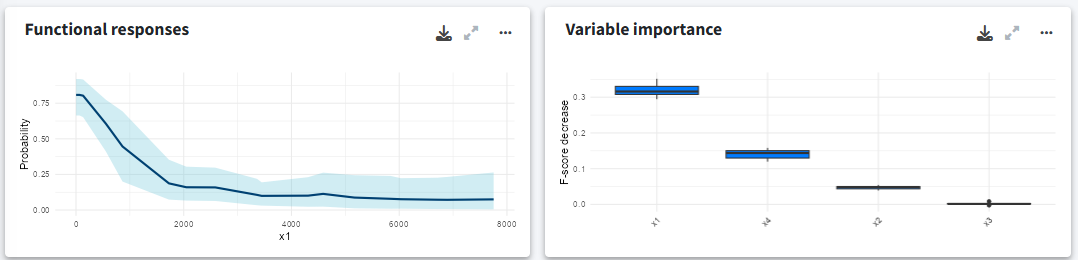 Functional responses
Probability
0.75
0.50
0.25
0.00
0
2000
4000
6000
8000
x1
Variable importance
F-score decrease
0.3
0.2
0.1
0.0
x1
x4
x2
x3